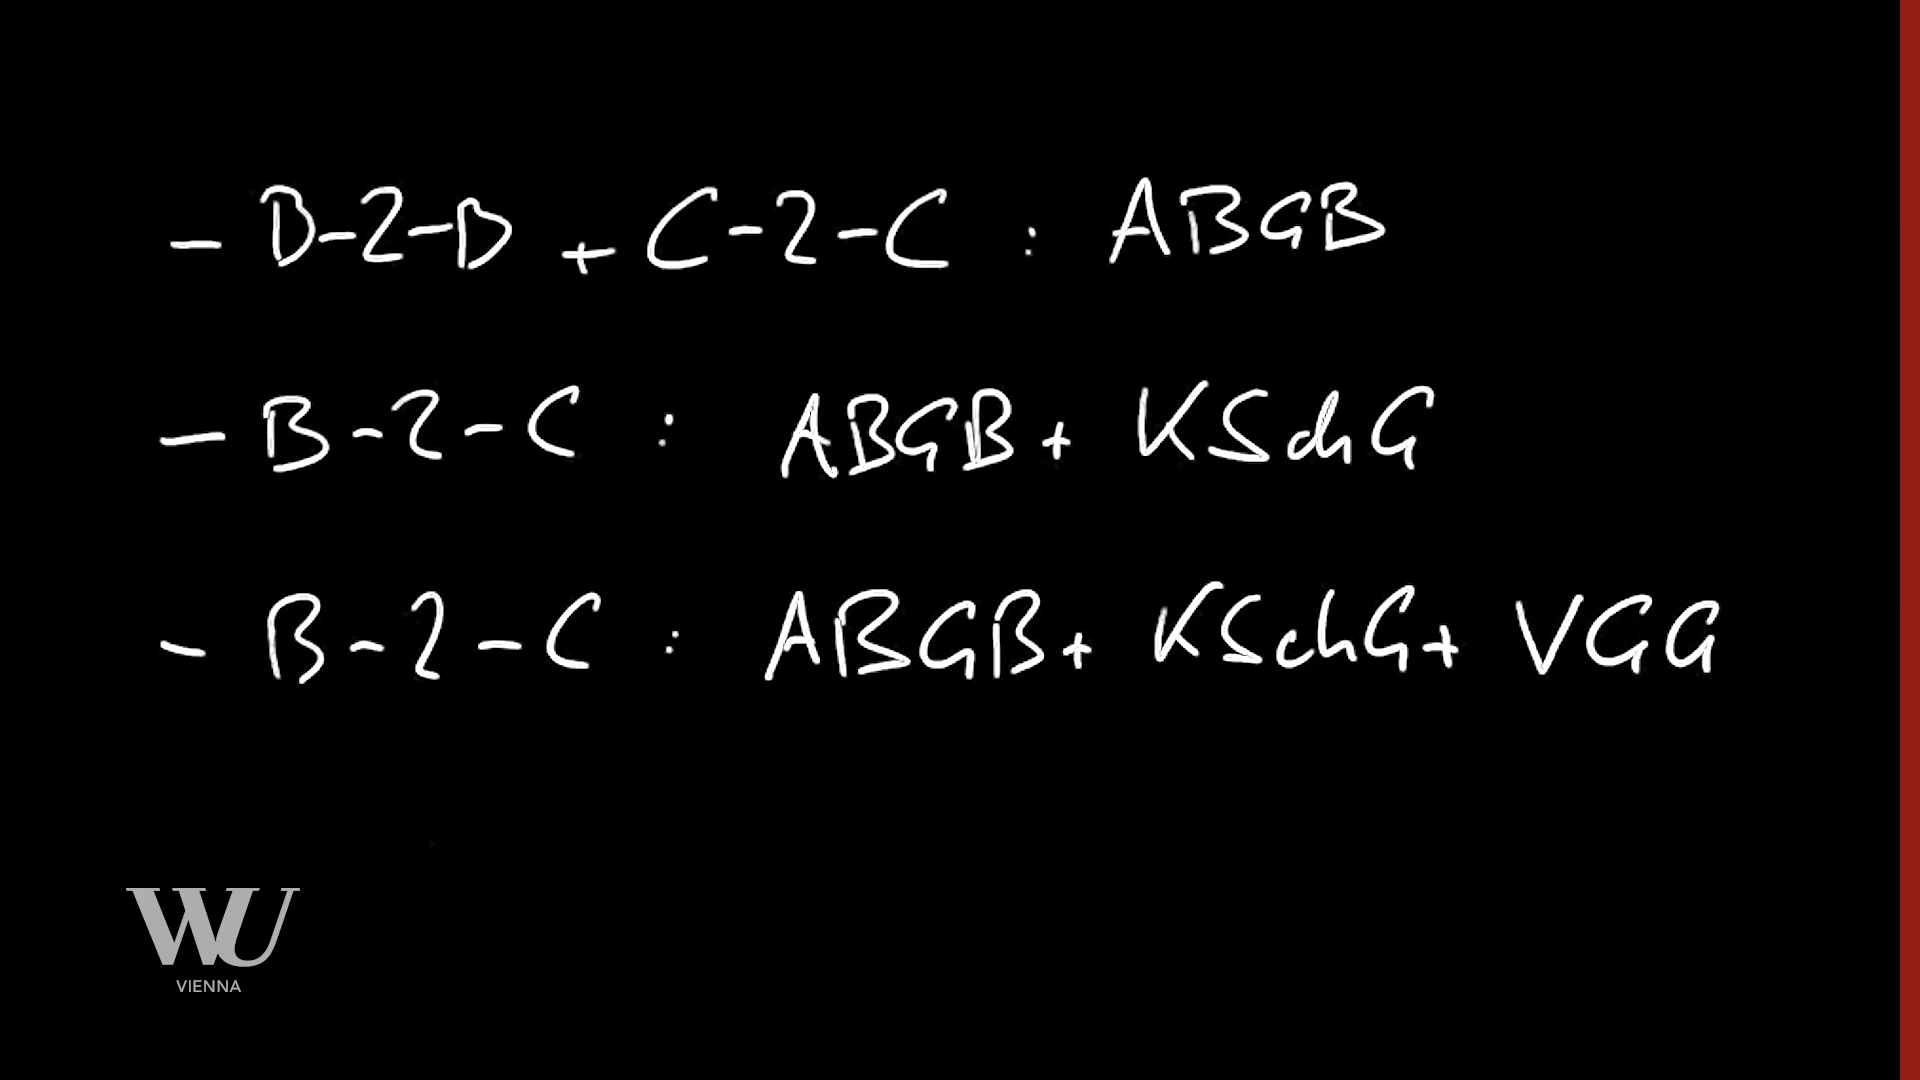 - B-2-B + C-2-C : ABGB
- B-2-C : ABGB + KSchG
- B-2-C : ABGB + KSchG + VGG
WU
VIENNA